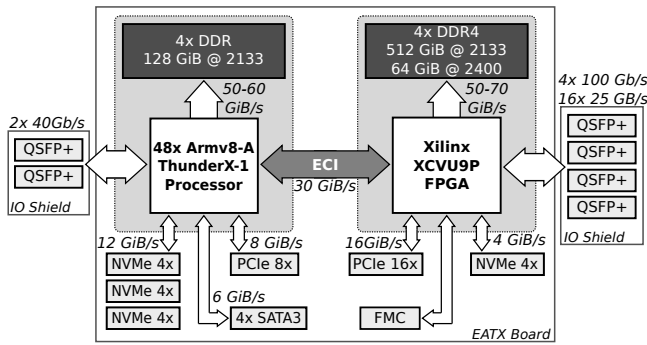 4x DDR
128 GiB @ 2133
4x DDR4
512 GiB @ 2133
64 GiB @ 2400
50-60
GiB/s
50-70
GiB/s
4x 100 Gb/s
16x 25 GB/s
2x 40Gb/s
QSFP+
QSFP+
IO Shield
48x Armv8-A
ThunderX-1
Processor
ECI
30 GiB/s
Xilinx
XCVU9P
FPGA
QSFP+
QSFP+
QSFP+
QSFP+
IO Shield
12 GiB/s
8 GiB/s
16GiB/s
4 GiB/s
NVMe 4x
NVMe 4x
NVMe 4x
PCIe 8x
PCIe 16x
NVMe 4x
6 GiB/s
4x SATA3
FMC
EATX Board